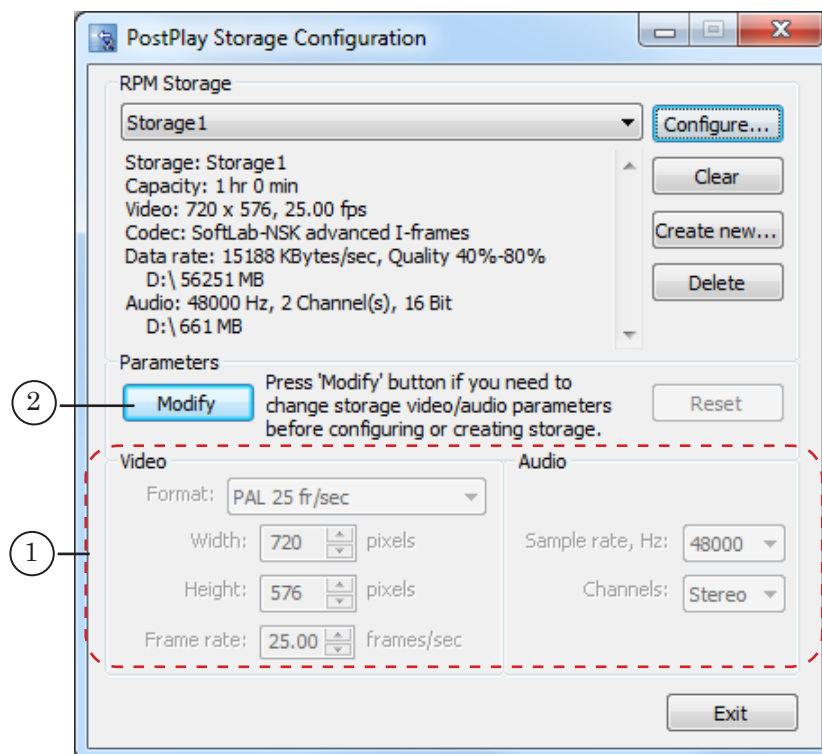 PostPlay Storage Configuration
RPM Storage
Storage1
Configure...
Storage: Storage1
Capacity: 1 hr 0 min
Video: 720 x 576, 25.00 fps
Codec: SoftLab-NSK advanced I-frames
Data rate: 15188 KBytes/sec, Quality 40%-80%
D:\ 56251 MB
Audio: 48000 Hz, 2 Channel(s), 16 Bit
D:\ 661 MB
Clear
Create new...
Delete
Parameters
2
Modify
Press 'Modify' button if you need to
change storage video/audio parameters
before configuring or creating storage.
Reset
1
Video
Format: PAL 25 fr/sec
Width: 720 pixels
Height: 576 pixels
Frame rate: 25.00 frames/sec
Audio
Sample rate, Hz: 48000
Channels: Stereo
Exit